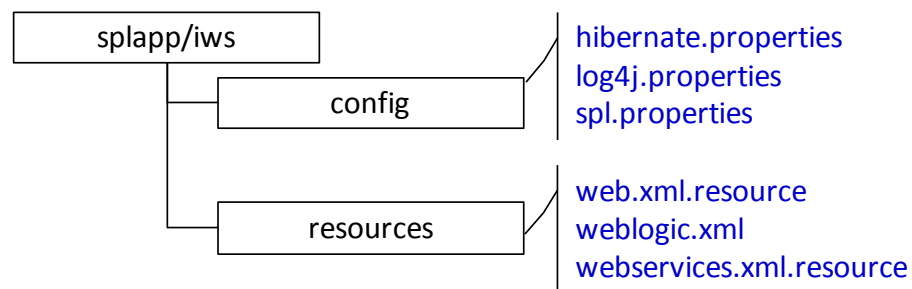 splapp/iws
config
hibernate.properties
log4j.properties
spl.properties
resources
web.xml.resource
weblogic.xml
webservices.xml.resource